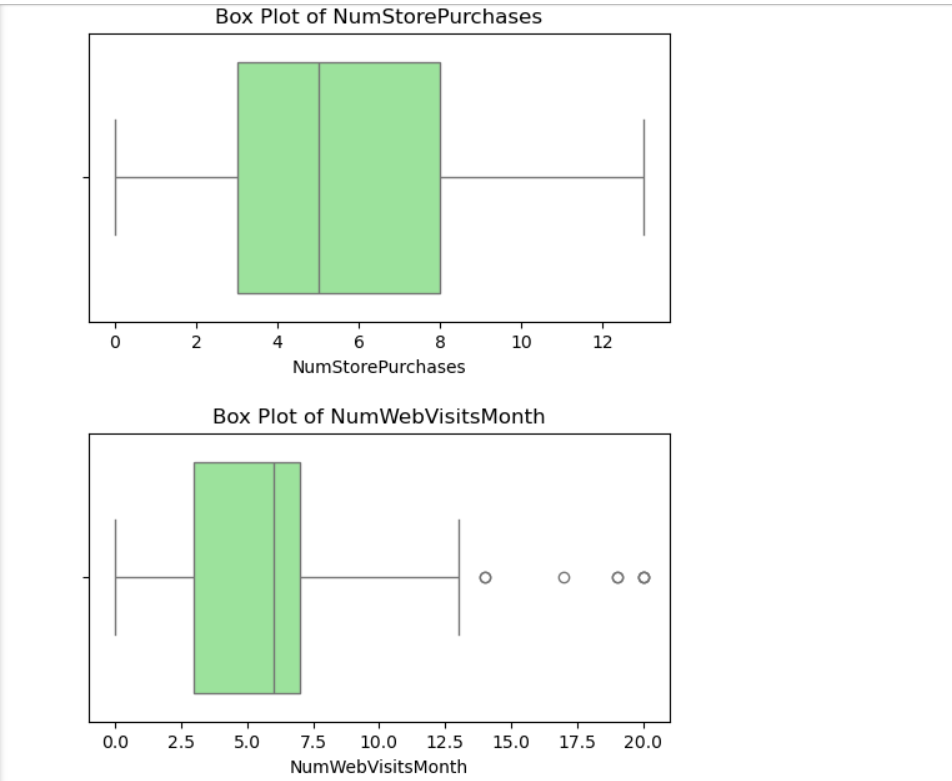 Box Plot of NumStorePurchases
0 2 4 6 8 10 12
NumStorePurchases
Box Plot of NumWebVisitsMonth
0.0 2.5 5.0 7.5 10.0 12.5 15.0 17.5 20.0
NumWebVisitsMonth